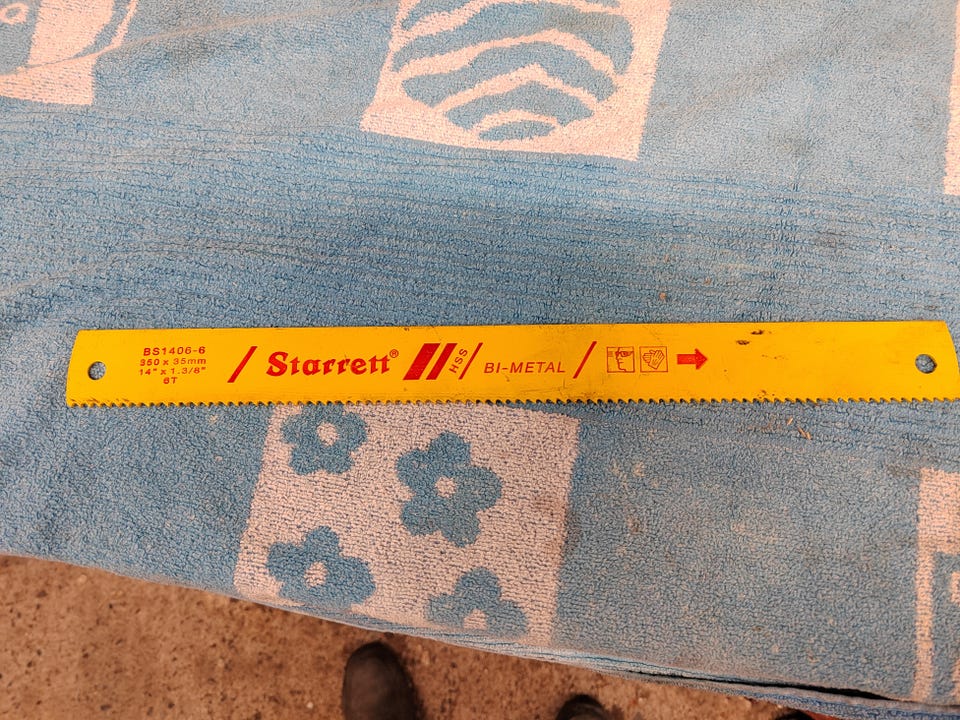 BS1406-6
350 x 35mm
14" x 1.3/8"
6T
Starrett®
HSS
BI-METAL